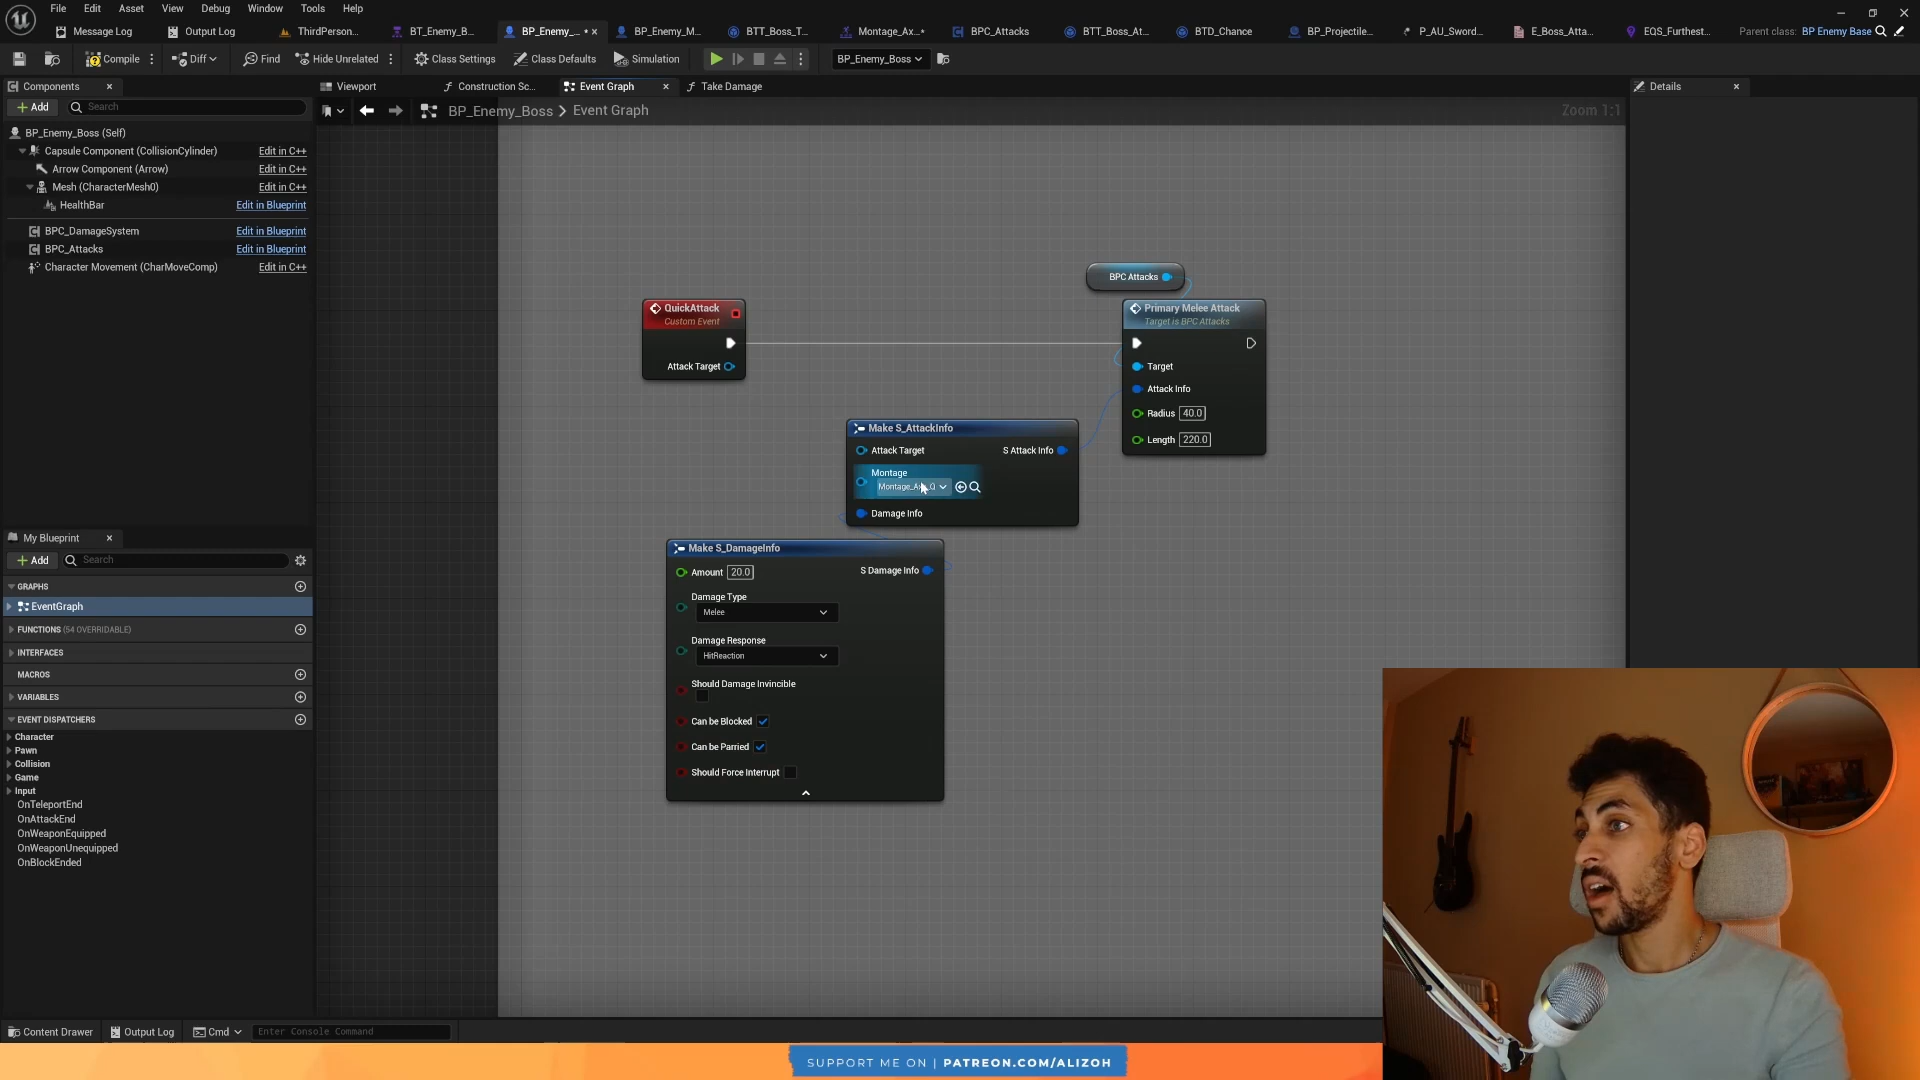 File Edit Asset View Debug Window Tools Help
Message Log Output Log ThirdPerson... BT_Enemy_B... BP_Enemy_... * BP_Enemy_M... BTT_Boss_T... Montage_Ax...* BPC_Attacks BTT_Boss_At... BTD_Chance BP_Projectile... P_AU_Sword... E_Boss_Atta... EQS_Furthest... Parent class: BP Enemy Base
Compile Diff Find Hide Unrelated Class Settings Class Defaults Simulation BP_Enemy_Boss
Components Viewport Construction Sc... Event Graph Take Damage Details
Add Search BP_Enemy_Boss > Event Graph Zoom 1:1
BP_Enemy_Boss (Self)
Capsule Component (CollisionCylinder) Edit in C++
Arrow Component (Arrow) Edit in C++
Mesh (CharacterMesh0) Edit in C++
HealthBar Edit in Blueprint
BPC_DamageSystem Edit in Blueprint
BPC_Attacks Edit in Blueprint
Character Movement (CharMoveComp) Edit in C++
BPC Attacks
QuickAttack
Custom Event
Attack Target
Primary Melee Attack
Target is BPC Attacks
Target
Attack Info
Radius 40.0
Length 220.0
Make S_AttackInfo
Attack Target S Attack Info
Montage
Damage Info
Make S_DamageInfo
Amount 20.0 S Damage Info
Damage Type
Melee
Damage Response
HitReaction
Should Damage Invincible
Can be Blocked
Can be Parried
Should Force Interrupt
My Blueprint
Add Search
GRAPHS
EventGraph
FUNCTIONS (54 OVERRIDABLE)
INTERFACES
MACROS
VARIABLES
EVENT DISPATCHERS
Character
Pawn
Collision
Game
Input
OnTeleportEnd
OnAttackEnd
OnWeaponEquipped
OnWeaponUnequipped
OnBlockEnded
Content Drawer Output Log Cmd Enter Console Command
SUPPORT ME ON | PATREON.COM/ALIZOH